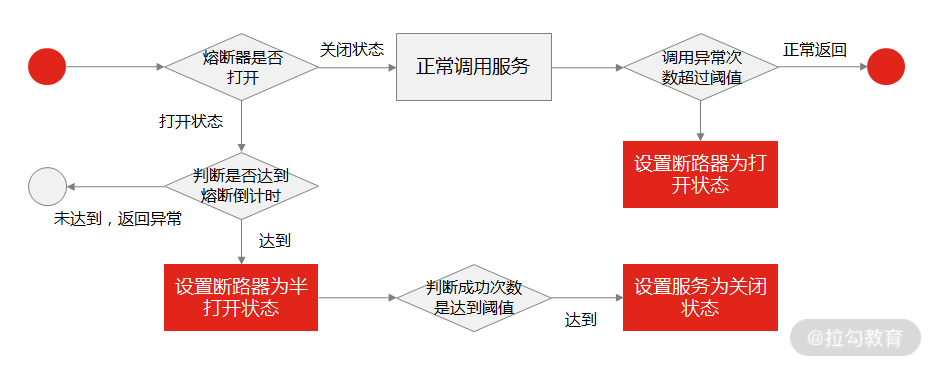 熔断器是否
打开
关闭状态
正常调用服务
调用异常次
数超过阈值
正常返回
打开状态
设置断路器为打
开状态
判断是否达到
熔断倒计时
未达到，返回异常
达到
设置断路器为半
打开状态
判断成功次数
是达到阈值
达到
设置服务为关闭
状态
@拉勾教育